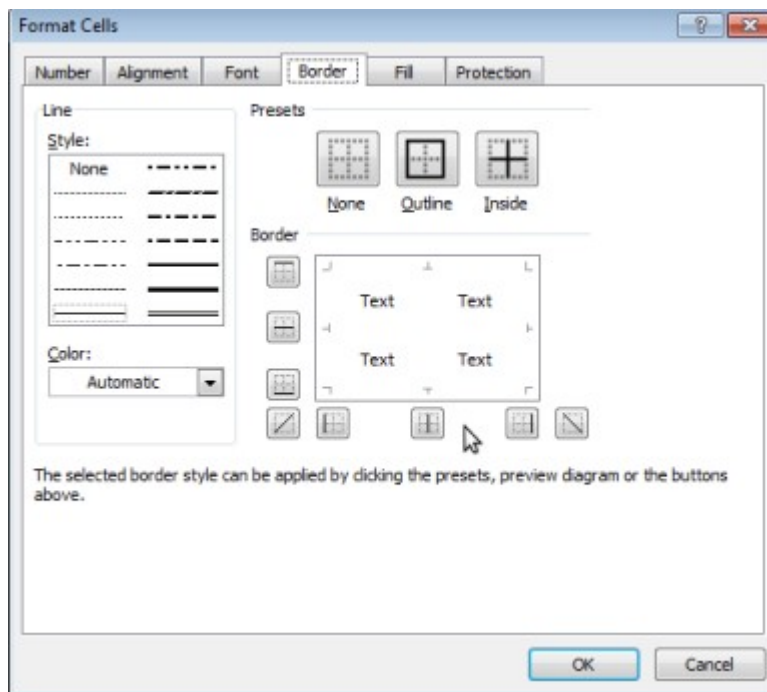 Format Cells
Number Alignment Font Border Fill Protection
Line
Style:
None
Color:
Automatic
Presets
None Outline Inside
Border
Text Text
Text Text
The selected border style can be applied by clicking the presets, preview diagram or the buttons
above.
OK Cancel